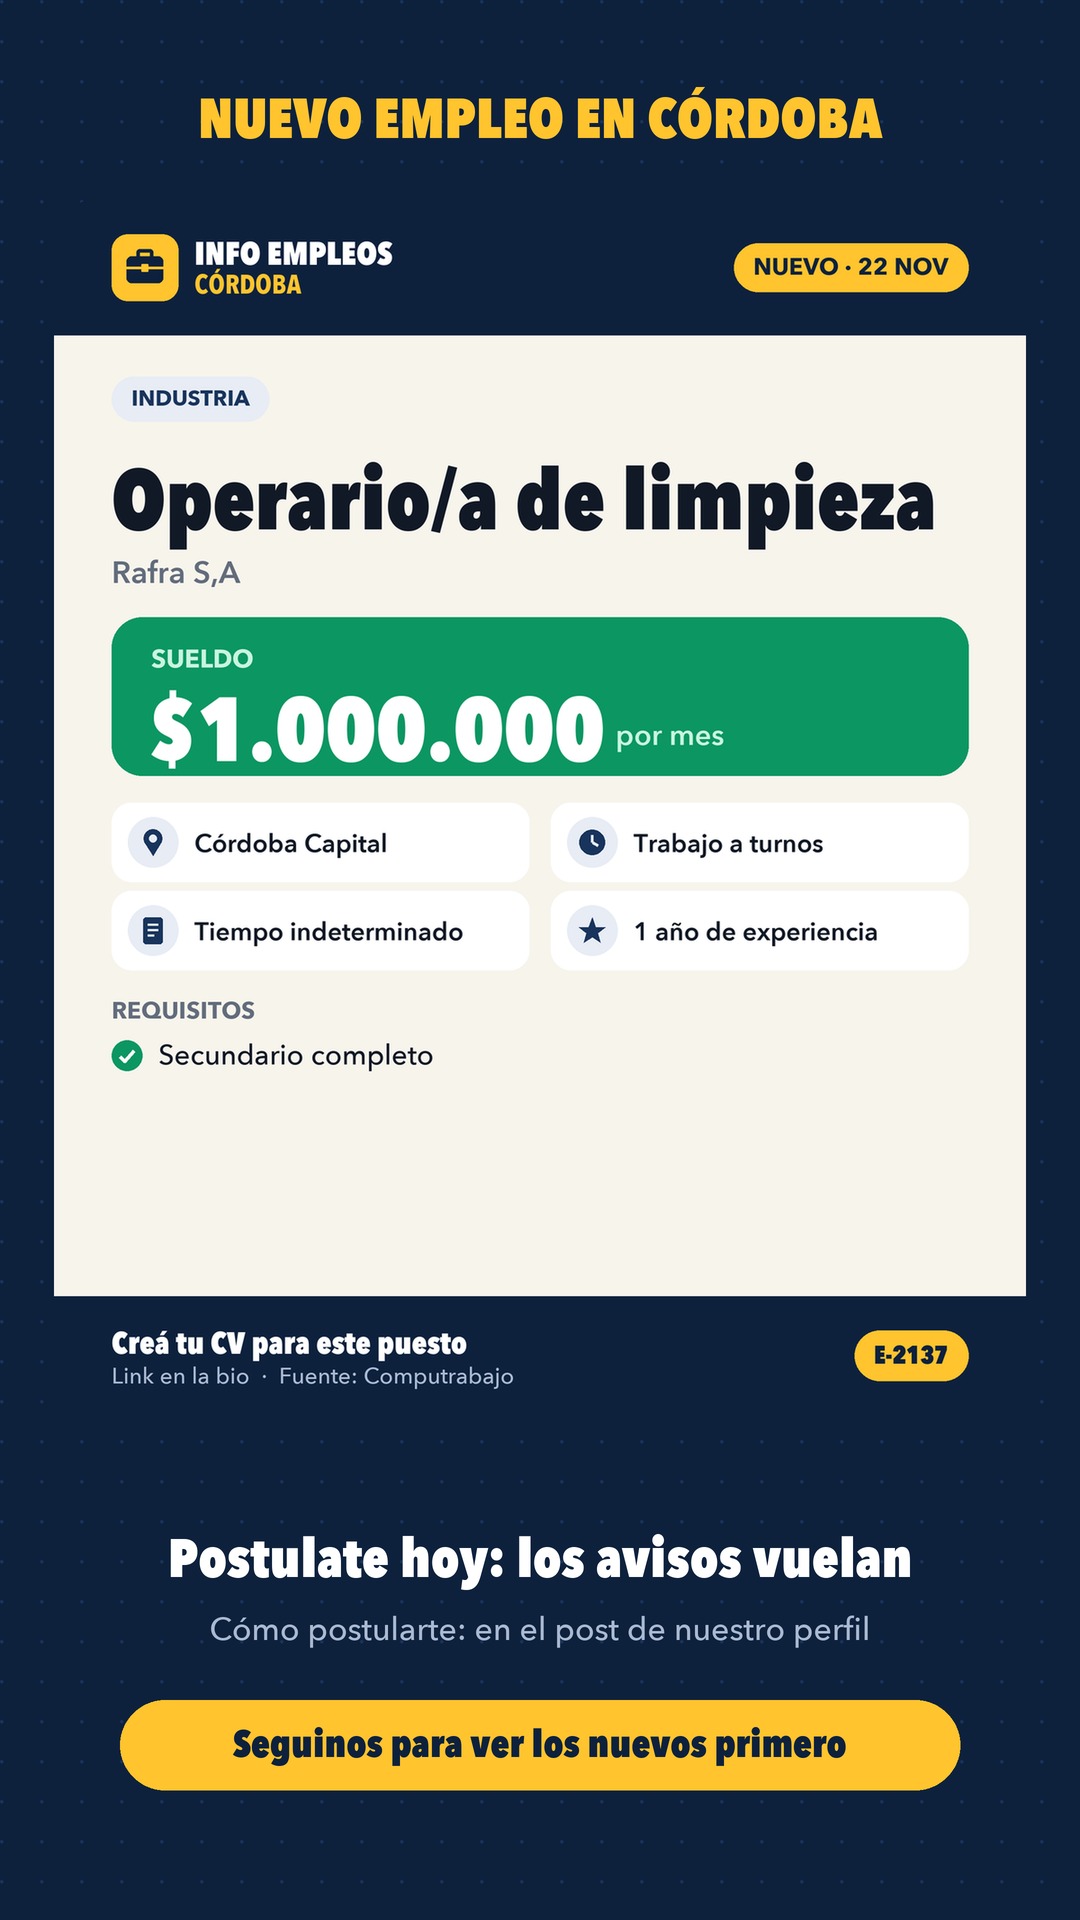 NUEVO EMPLEO EN CÓRDOBA
INFO EMPLEOS
CÓRDOBA
NUEVO · 22 NOV
INDUSTRIA
Operario/a de limpieza
Rafra S,A
SUELDO
$1.000.000 por mes
Córdoba Capital
Trabajo a turnos
Tiempo indeterminado
1 año de experiencia
REQUISITOS
Secundario completo
Creá tu CV para este puesto
Link en la bio · Fuente: Computrabajo
E-2137
Postulate hoy: los avisos vuelan
Cómo postularte: en el post de nuestro perfil
Seguinos para ver los nuevos primero